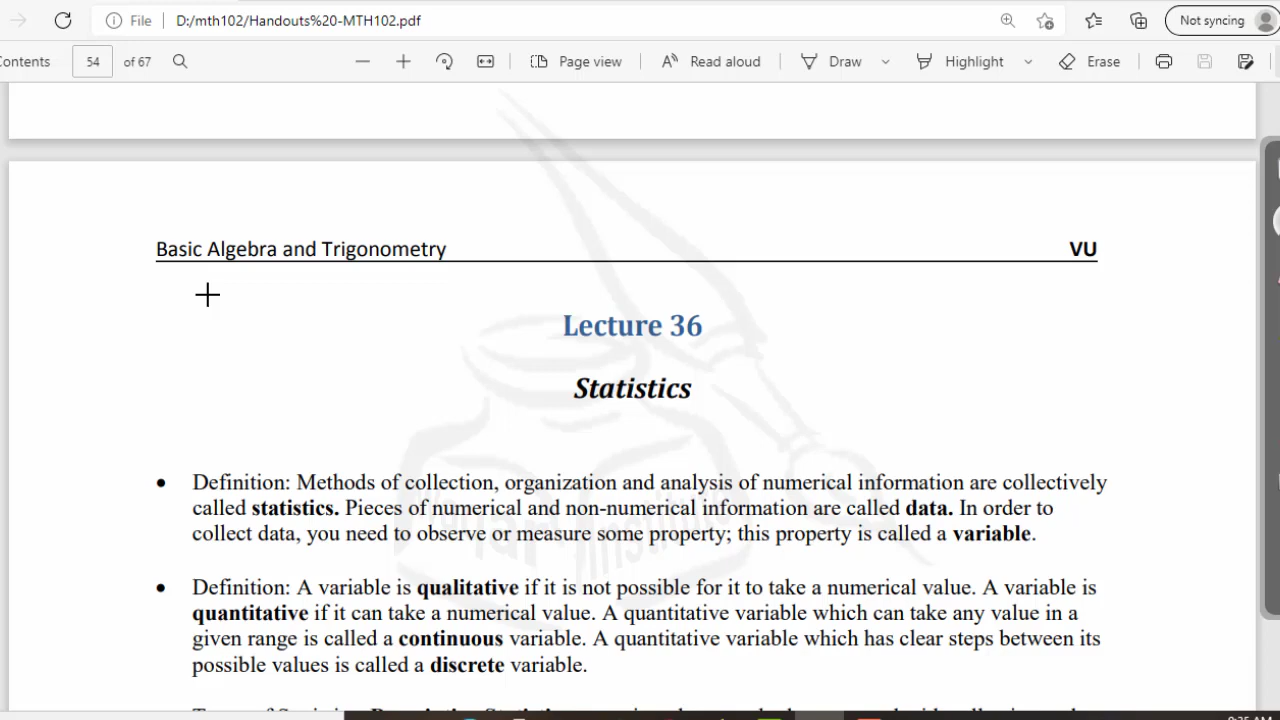 File D:/mth102/Handouts%20-MTH102.pdf Not syncing
ontents 54 of 67 Page view Read aloud Draw Highlight Erase
Basic Algebra and Trigonometry VU
Lecture 36
Statistics
• Definition: Methods of collection, organization and analysis of numerical information are collectively
called statistics. Pieces of numerical and non-numerical information are called data. In order to
collect data, you need to observe or measure some property; this property is called a variable.
• Definition: A variable is qualitative if it is not possible for it to take a numerical value. A variable is
quantitative if it can take a numerical value. A quantitative variable which can take any value in a
given range is called a continuous variable. A quantitative variable which has clear steps between its
possible values is called a discrete variable.